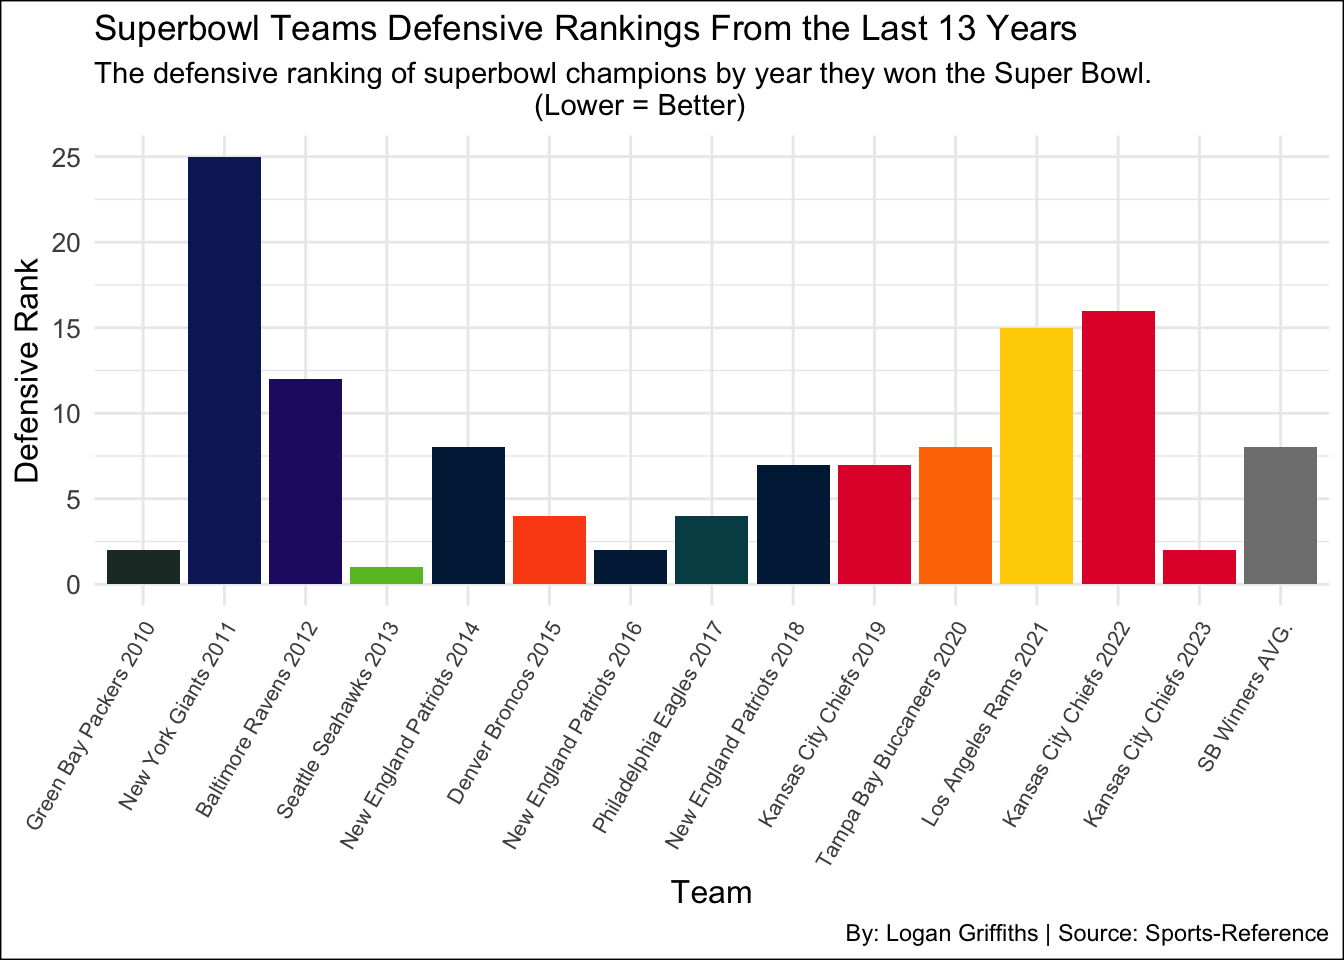 Superbowl Teams Defensive Rankings From the Last 13 Years
The defensive ranking of superbowl champions by year they won the Super Bowl.
(Lower = Better)
Defensive Rank
25
20
15
10
5
0
Green Bay Packers 2010
New York Giants 2011
Baltimore Ravens 2012
Seattle Seahawks 2013
New England Patriots 2014
Denver Broncos 2015
New England Patriots 2016
Philadelphia Eagles 2017
New England Patriots 2018
Kansas City Chiefs 2019
Tampa Bay Buccaneers 2020
Los Angeles Rams 2021
Kansas City Chiefs 2022
Kansas City Chiefs 2023
SB Winners AVG.
Team
By: Logan Griffiths | Source: Sports-Reference